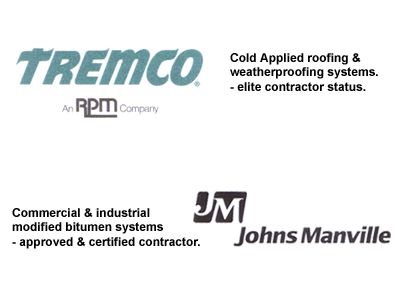 TREMCO®
An RPM Company
Cold Applied roofing &
weatherproofing systems.
- elite contractor status.
JM
Johns Manville
Commercial & industrial
modified bitumen systems
- approved & certified contractor.